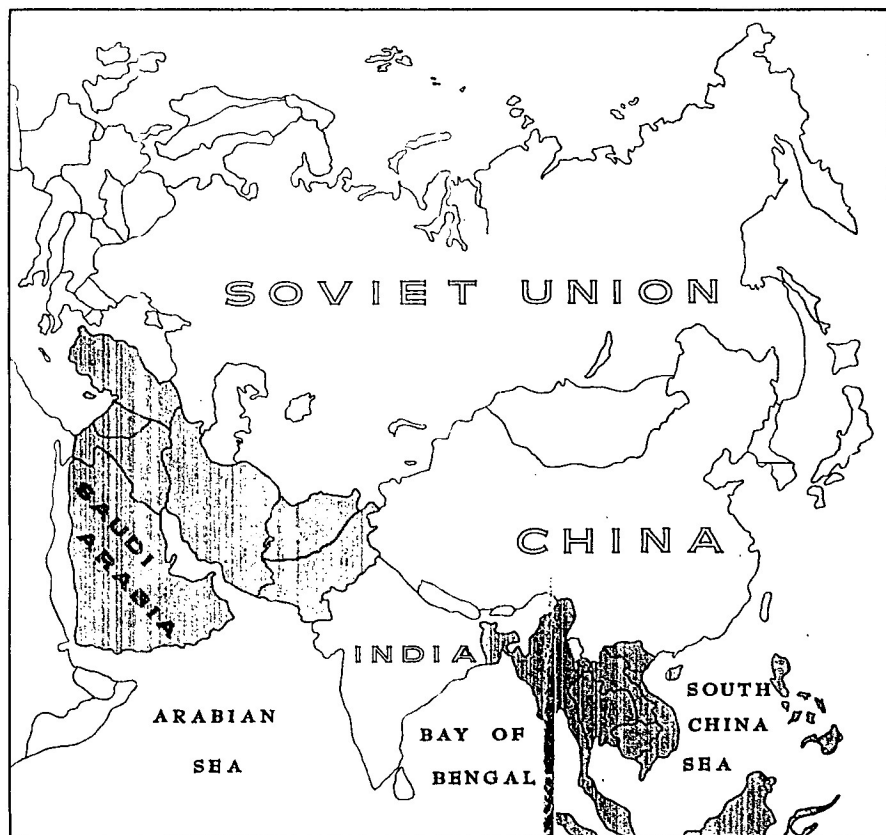 SOVIET UNION
CHINA
SAUDI
ARABIA
INDIA
ARABIAN
SEA
BAY OF
BENGAL
SOUTH
CHINA
SEA